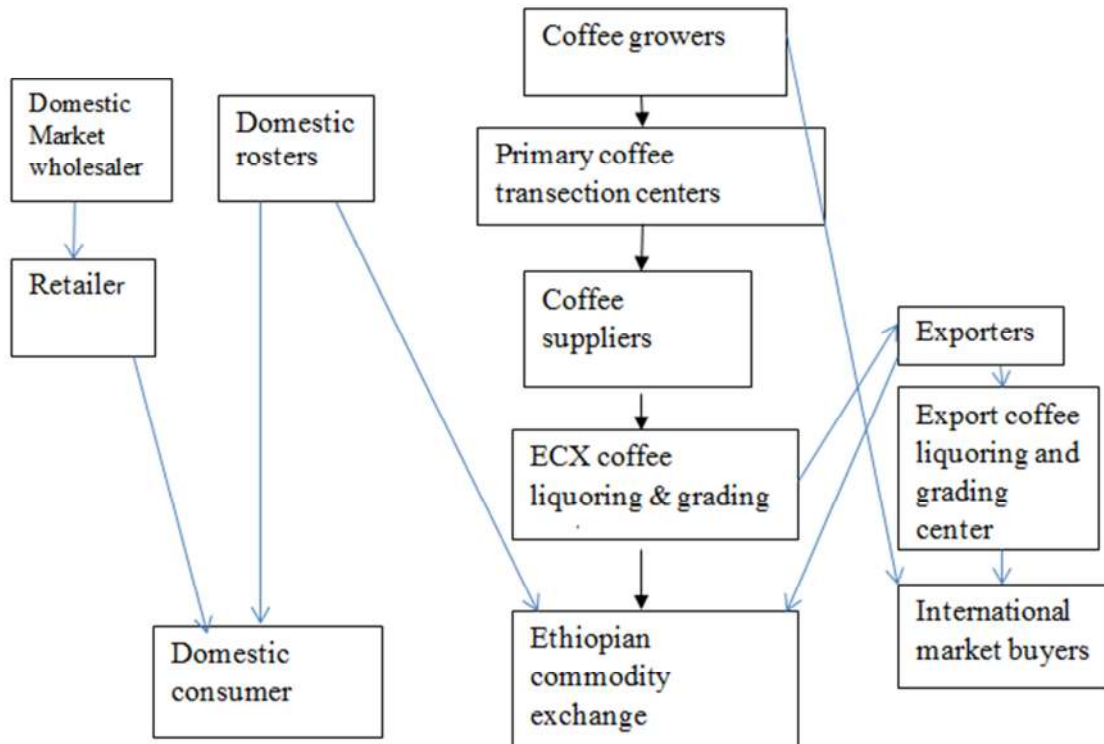 Coffee growers
Domestic
Market
wholesaler
Domestic
rosters
Primary coffee
transection centers
Retailer
Coffee
suppliers
Exporters
ECX coffee
liquoring & grading
Export coffee
liquoring and
grading
center
Domestic
consumer
Ethiopian
commodity
exchange
International
market buyers